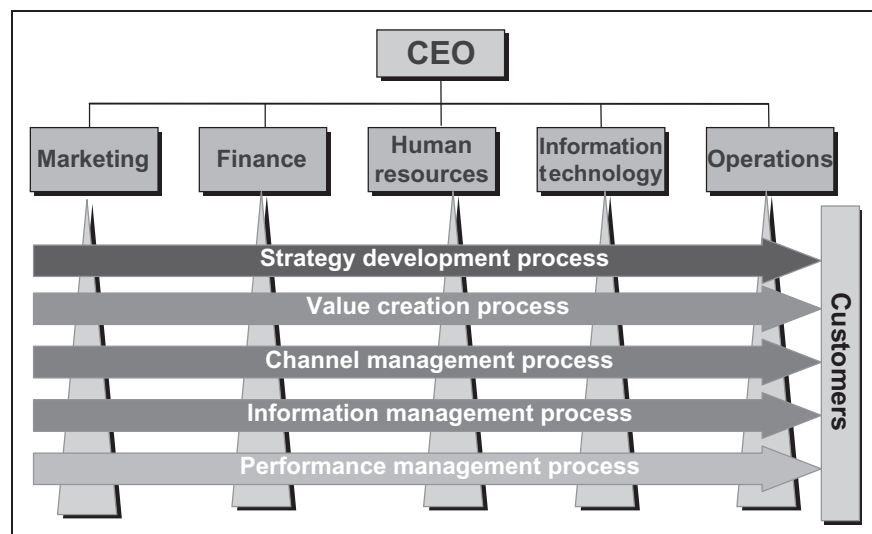 CEO
Marketing
Finance
Human
resources
Information
technology
Operations
Strategy development process
Value creation process
Channel management process
Information management process
Performance management process
Customers